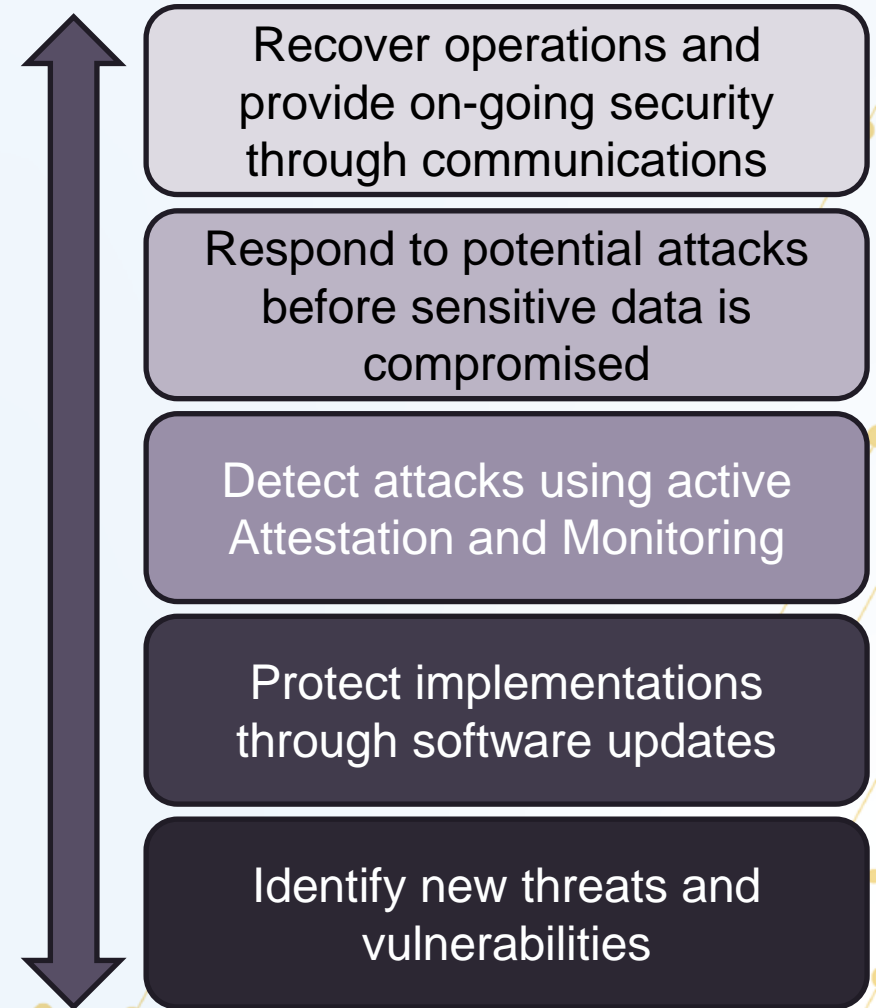 Recover operations and
provide on-going security
through communications
Respond to potential attacks
before sensitive data is
compromised
Detect attacks using active
Attestation and Monitoring
Protect implementations
through software updates
Identify new threats and
vulnerabilities